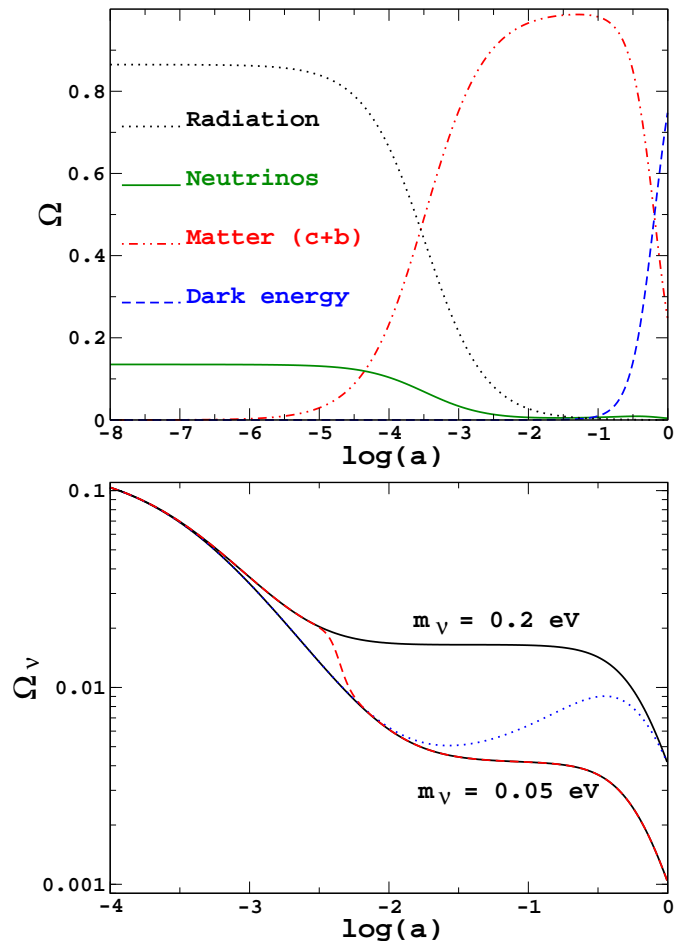 0.8
0.6
0.4
0.2
0
Ω
Radiation
Neutrinos
Matter (c+b)
Dark energy
-8 -7 -6 -5 -4 -3 -2 -1 0
log(a)
0.1
0.01
0.001
Ων
mν = 0.2 eV
mν = 0.05 eV
-4 -3 -2 -1 0
log(a)